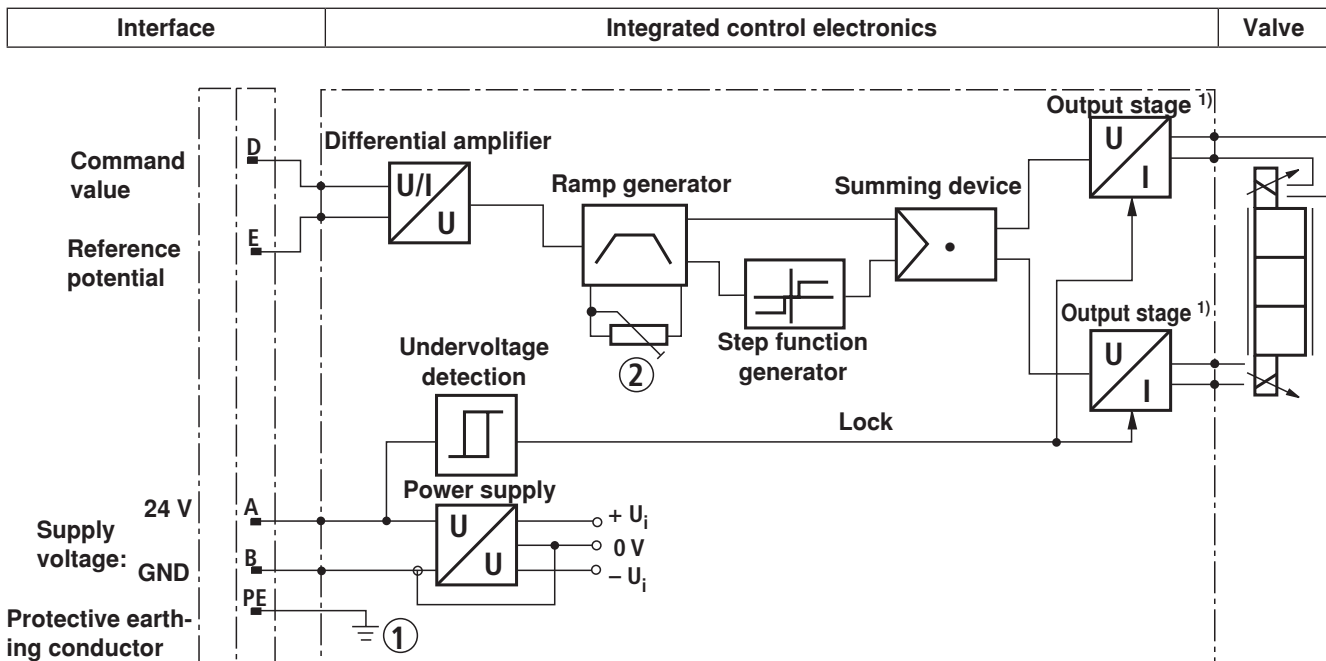 Interface
Integrated control electronics
Valve
Output stage 1)
Differential amplifier
D
U
I
Command
value
U/I
U
Ramp generator
Summing device
E
Reference
potential
Output stage 1)
Undervoltage
detection
Step function
generator
2
U
I
Lock
Power supply
24 V
A
U
U
+ Ui
0 V
– Ui
Supply
voltage:
GND
B
PE
Protective earth-
ing conductor
1